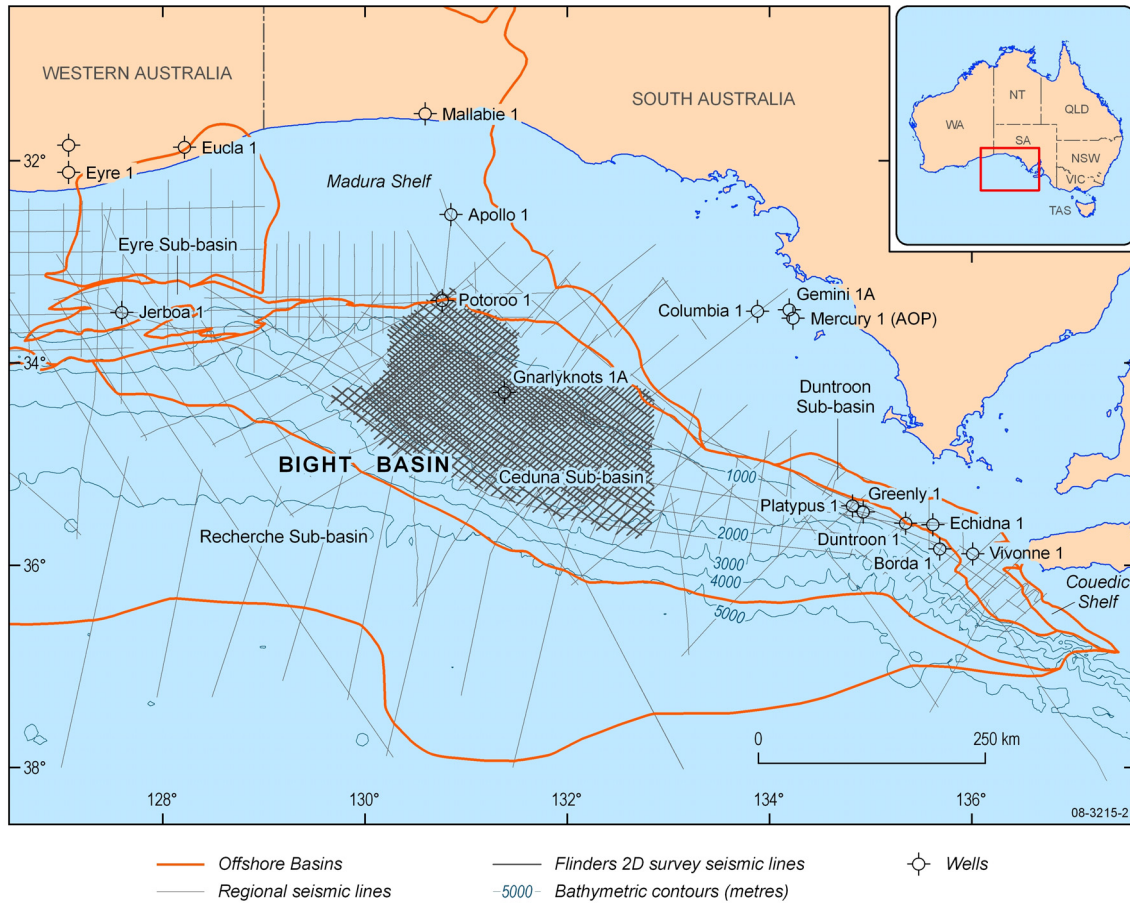 WESTERN AUSTRALIA
SOUTH AUSTRALIA
NT
QLD
WA
SA
NSW
VIC
TAS
Mallabie 1
32°
Eucla 1
Eyre 1
Madura Shelf
Apollo 1
Eyre Sub-basin
Potoroo 1
Jerboa 1
Columbia 1
Gemini 1A
Mercury 1 (AOP)
34°
Gnarlyknots 1A
Duntroon
Sub-basin
BIGHT BASIN
Ceduna Sub-basin
1000
Greenly 1
Platypus 1
2000
Echidna 1
Duntroon 1
Recherche Sub-basin
3000
Borda 1
Vivonne 1
36°
4000
Couedic
Shelf
5000
0
250 km
38°
128°
130°
132°
134°
136°
08-3215-2
Offshore Basins
Flinders 2D survey seismic lines
Wells
Regional seismic lines
5000
Bathymetric contours (metres)